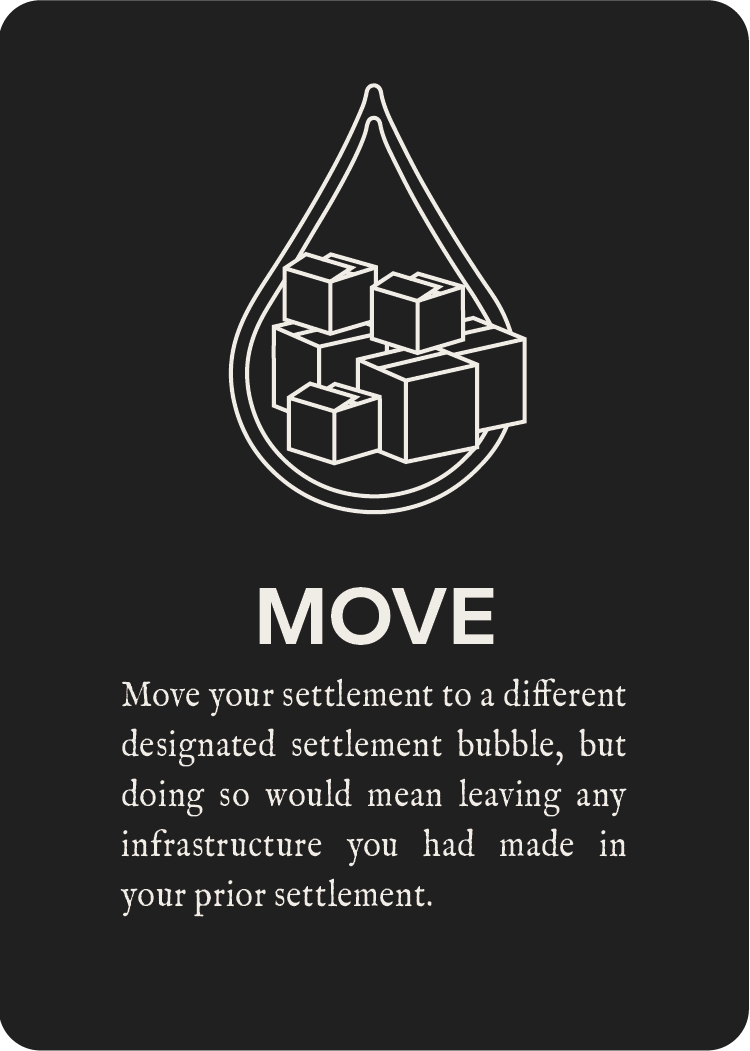 MOVE
Move your settlement to a different
designated settlement bubble, but
doing so would mean leaving any
infrastructure you had made in
your prior settlement.